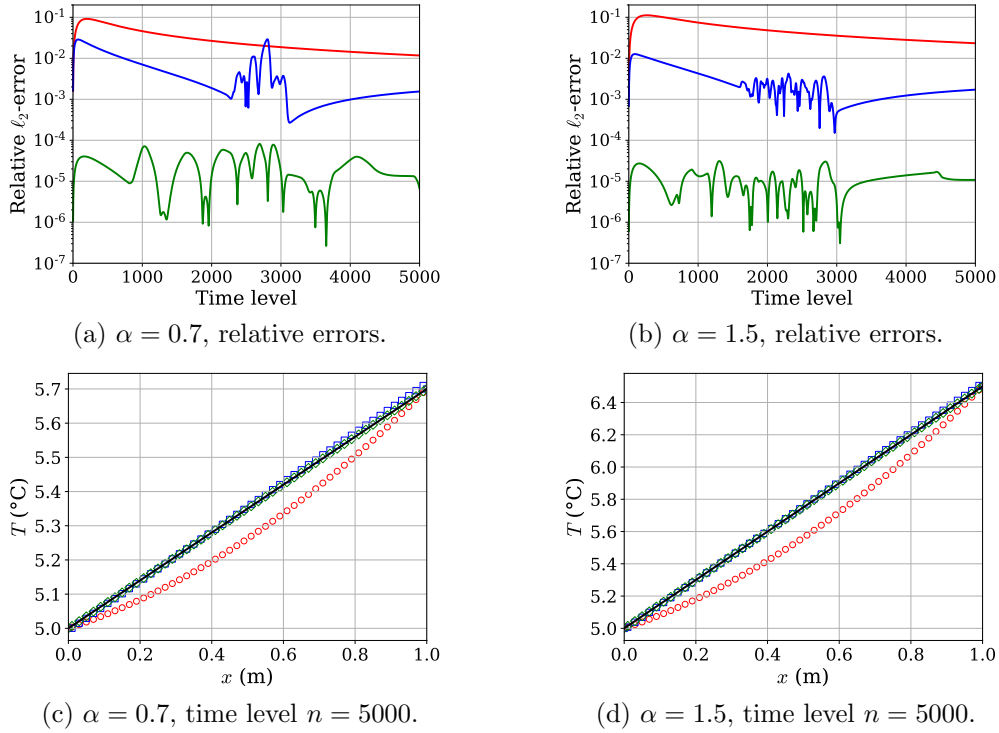 10⁻¹
10⁻²
10⁻³
10⁻⁴
10⁻⁵
10⁻⁶
10⁻⁷
Relative ℓ₂-error
0 1000 2000 3000 4000 5000
Time level
(a) α = 0.7, relative errors.
10⁻¹
10⁻²
10⁻³
10⁻⁴
10⁻⁵
10⁻⁶
10⁻⁷
Relative ℓ₂-error
0 1000 2000 3000 4000 5000
Time level
(b) α = 1.5, relative errors.
5.7
5.6
5.5
5.4
5.3
5.2
5.1
5.0
T (°C)
0.0 0.2 0.4 0.6 0.8 1.0
x (m)
(c) α = 0.7, time level n = 5000.
6.4
6.2
6.0
5.8
5.6
5.4
5.2
5.0
T (°C)
0.0 0.2 0.4 0.6 0.8 1.0
x (m)
(d) α = 1.5, time level n = 5000.